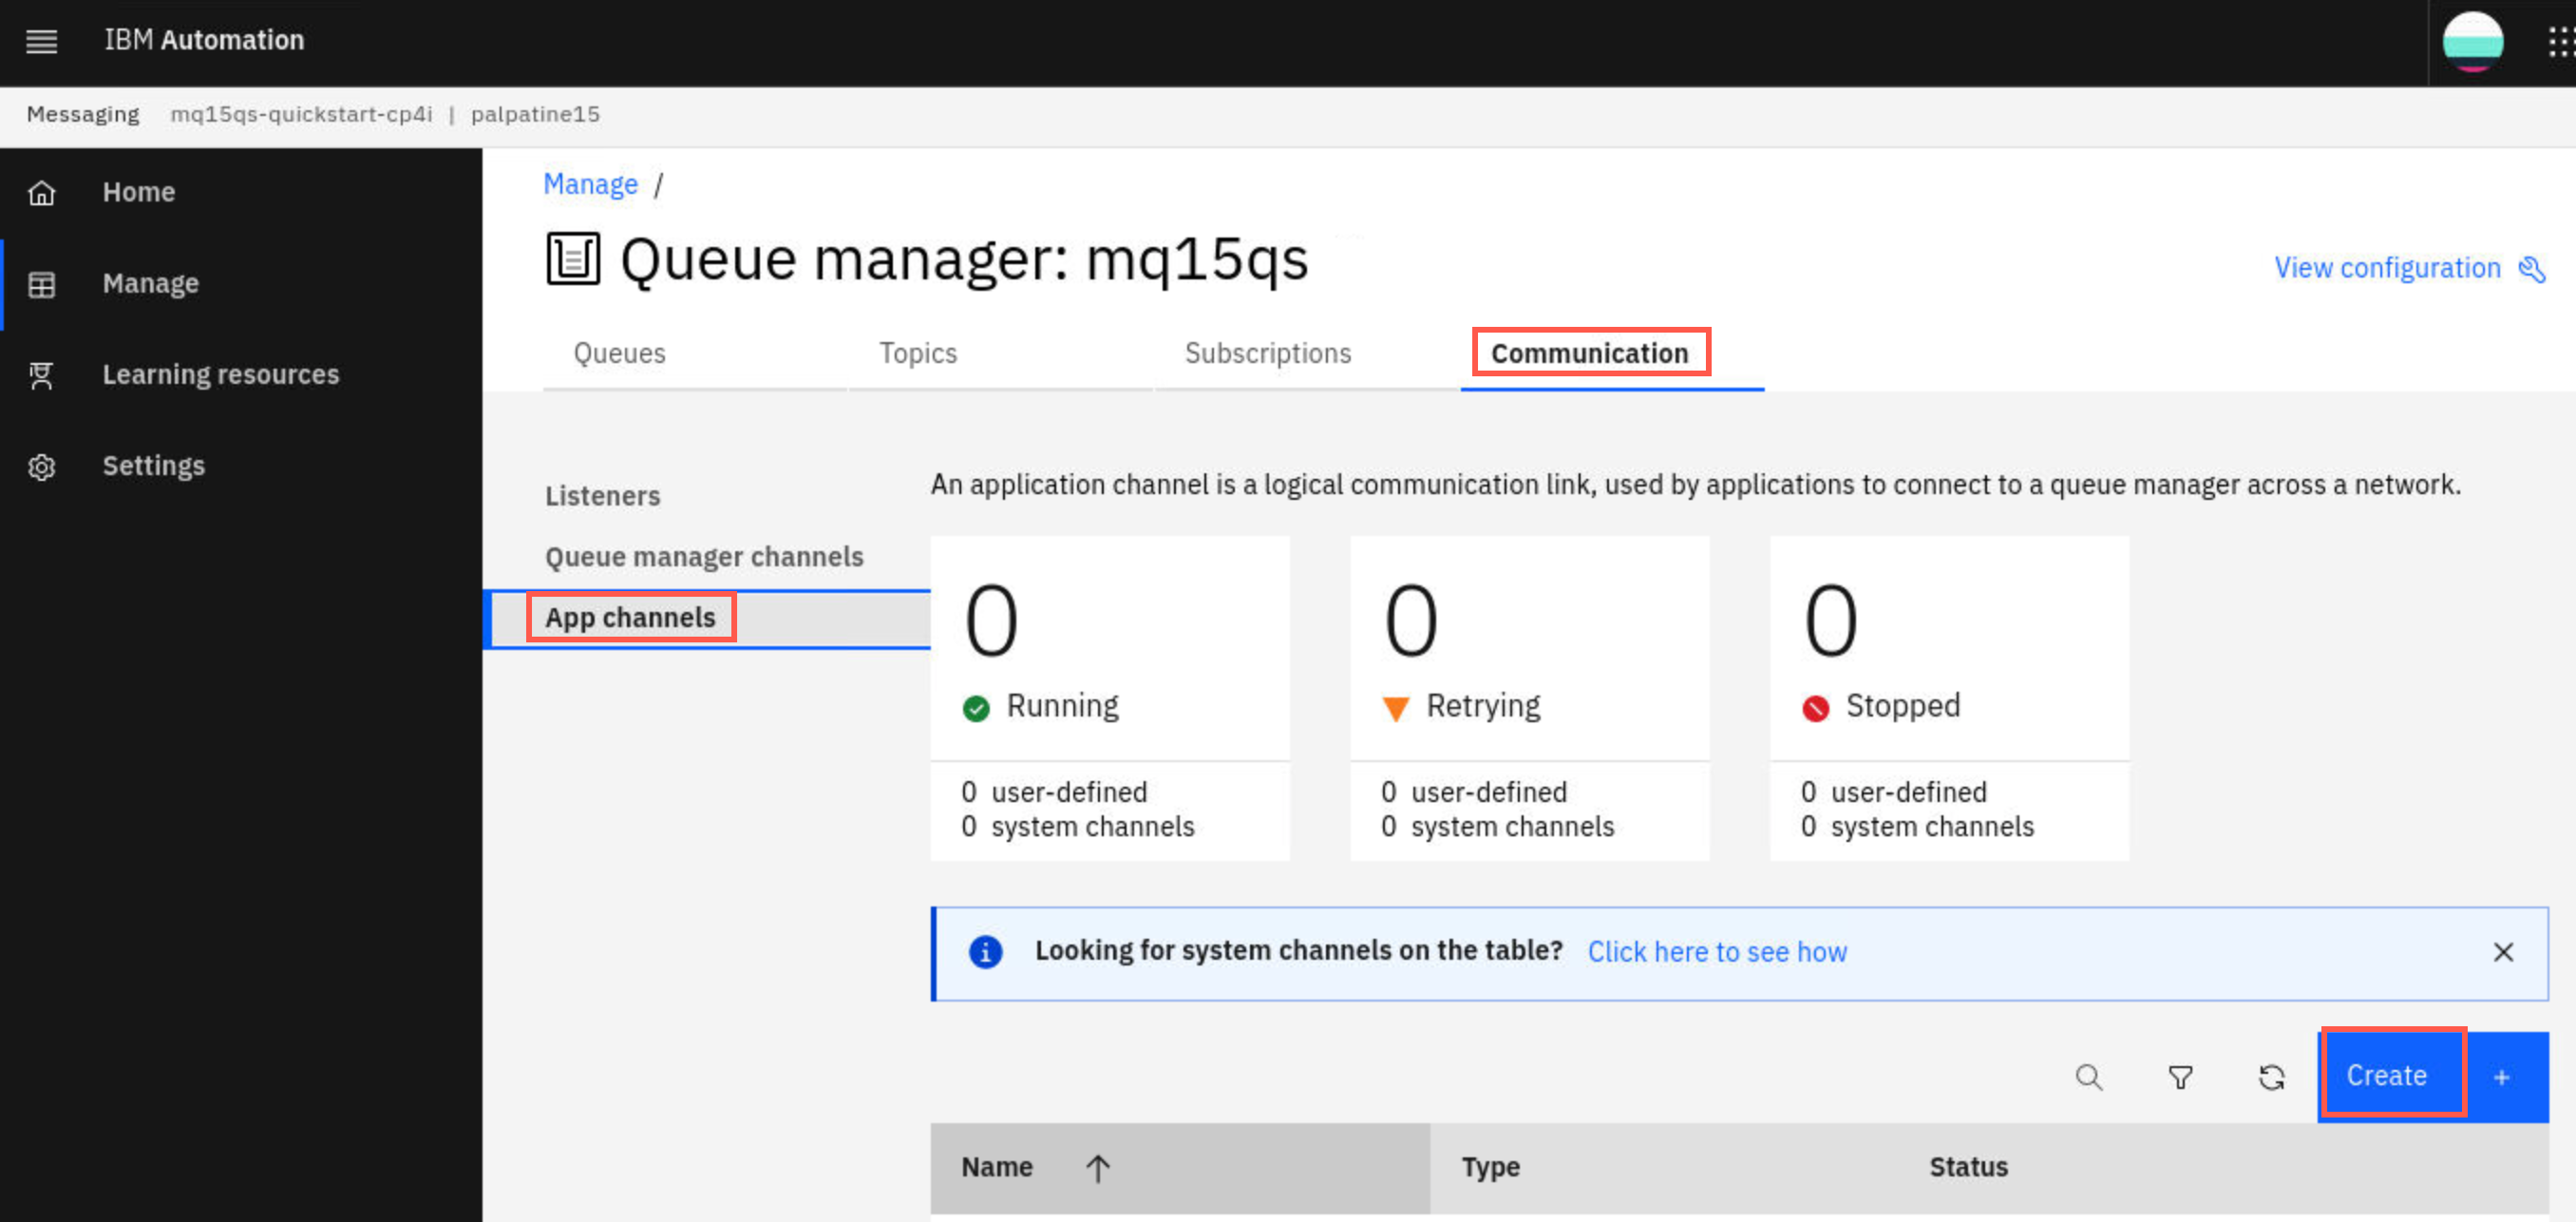 IBM Automation
Messaging mq15qs-quickstart-cp4i | palpatine15
Home
Manage
Learning resources
Settings
Manage /
Queue manager: mq15qs
View configuration
Queues Topics Subscriptions Communication
Listeners
Queue manager channels
App channels
An application channel is a logical communication link, used by applications to connect to a queue manager across a network.
0 0 0
Running Retrying Stopped
0 user-defined 0 user-defined 0 user-defined
0 system channels 0 system channels 0 system channels
Looking for system channels on the table? Click here to see how
Create +
Name Type Status